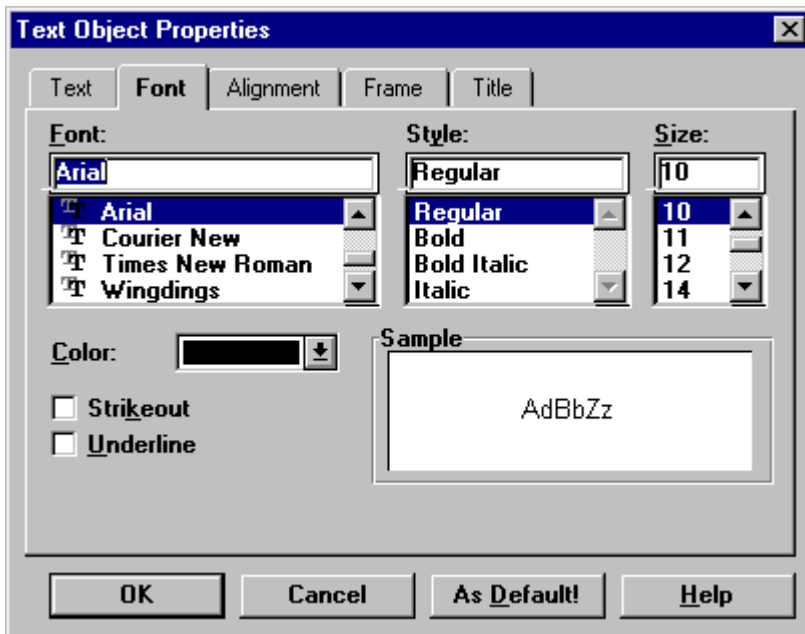 Text Object Properties
Text Font Alignment Frame Title
Font: Style: Size:
Arial Regular 10
Arial Regular 10
Courier New Bold 11
Times New Roman Bold Italic 12
Wingdings Italic 14
Color: Sample
AdBbZz
Strikeout
Underline
OK Cancel As Default! Help